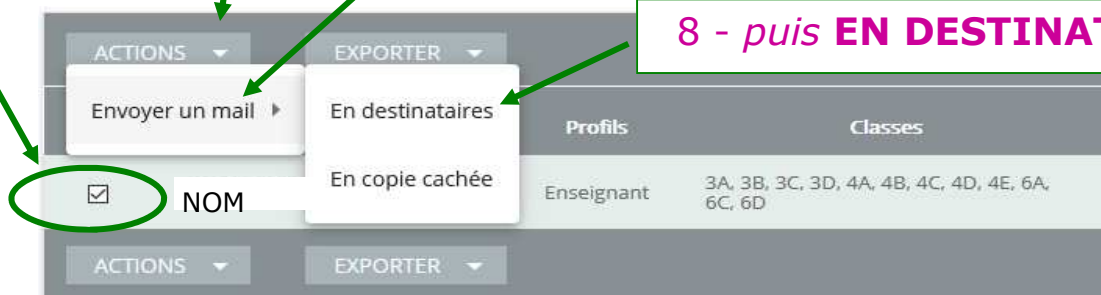 8 - puis EN DESTINAT
ACTIONS EXPORTER
Envoyer un mail En destinataires
Profils Classes
En copie cachée
NOM Enseignant 3A, 3B, 3C, 3D, 4A, 4B, 4C, 4D, 4E, 6A,
6C, 6D
ACTIONS EXPORTER